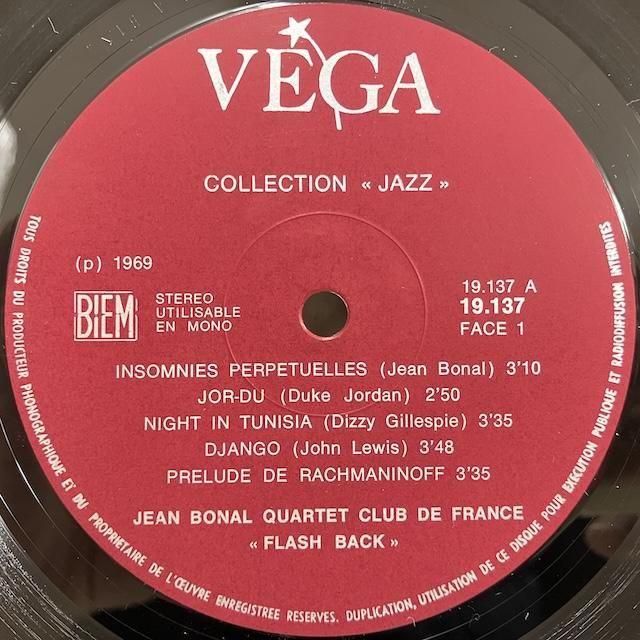 VÉGA
COLLECTION « JAZZ »
(p) 1969
BIEM
STEREO
UTILISABLE
EN MONO
19.137 A
19.137
FACE 1
INSOMNIES PERPETUELLES (Jean Bonal) 3'10
JOR-DU (Duke Jordan) 2'50
NIGHT IN TUNISIA (Dizzy Gillespie) 3'35
DJANGO (John Lewis) 3'48
PRELUDE DE RACHMANINOFF 3'35
JEAN BONAL QUARTET CLUB DE FRANCE
« FLASH BACK »
TOUS DROITS DU PRODUCTEUR PHONOGRAPHIQUE ET DU PROPRIETAIRE DE L'ŒUVRE ENREGISTREE RESERVES. DUPLICATION, UTILISATION DE CE DISQUE POUR EXECUTION PUBLIQUE ET RADIODIFFUSION INTERDITES